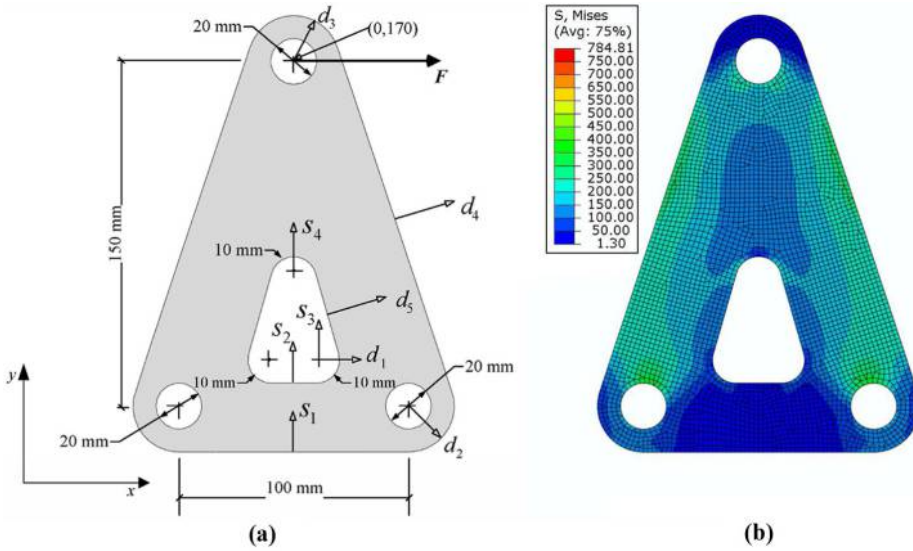 20 mm
d3
(0,170)
F
150 mm
d4
S4
10 mm
d5
S3
S2
d1
10 mm
10 mm
20 mm
y
S1
20 mm
d2
x
100 mm
(a)
S, Mises
(Avg: 75%)
784.81
750.00
700.00
650.00
600.00
550.00
500.00
450.00
400.00
350.00
300.00
250.00
200.00
150.00
100.00
50.00
1.30
(b)